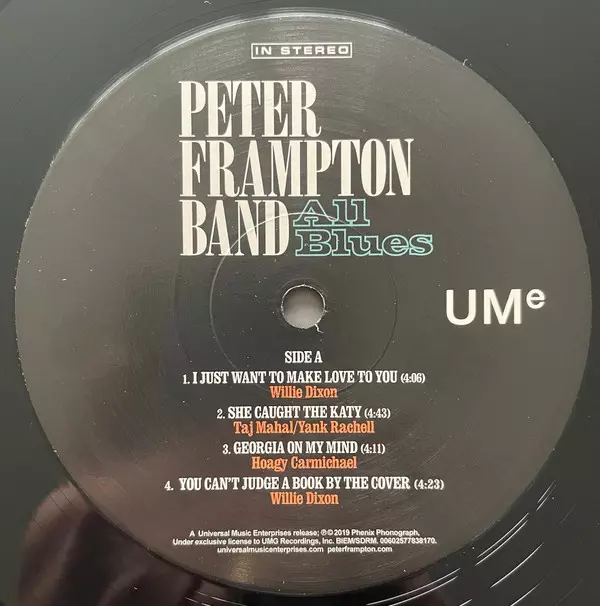 IN STEREO
PETER
FRAMPTON
BAND All
Blues
UMe
SIDE A
1. I JUST WANT TO MAKE LOVE TO YOU (4:06)
Willie Dixon
2. SHE CAUGHT THE KATY (4:43)
Taj Mahal/Yank Rachell
3. GEORGIA ON MY MIND (4:11)
Hoagy Carmichael
4. YOU CAN'T JUDGE A BOOK BY THE COVER (4:23)
Willie Dixon
A Universal Music Enterprises release; ℗©2019 Phenix Phonograph,
Under exclusive license to UMG Recordings, Inc. BIEM/SDRM. 00602577838170.
universalmusicenterprises.com peterframpton.com